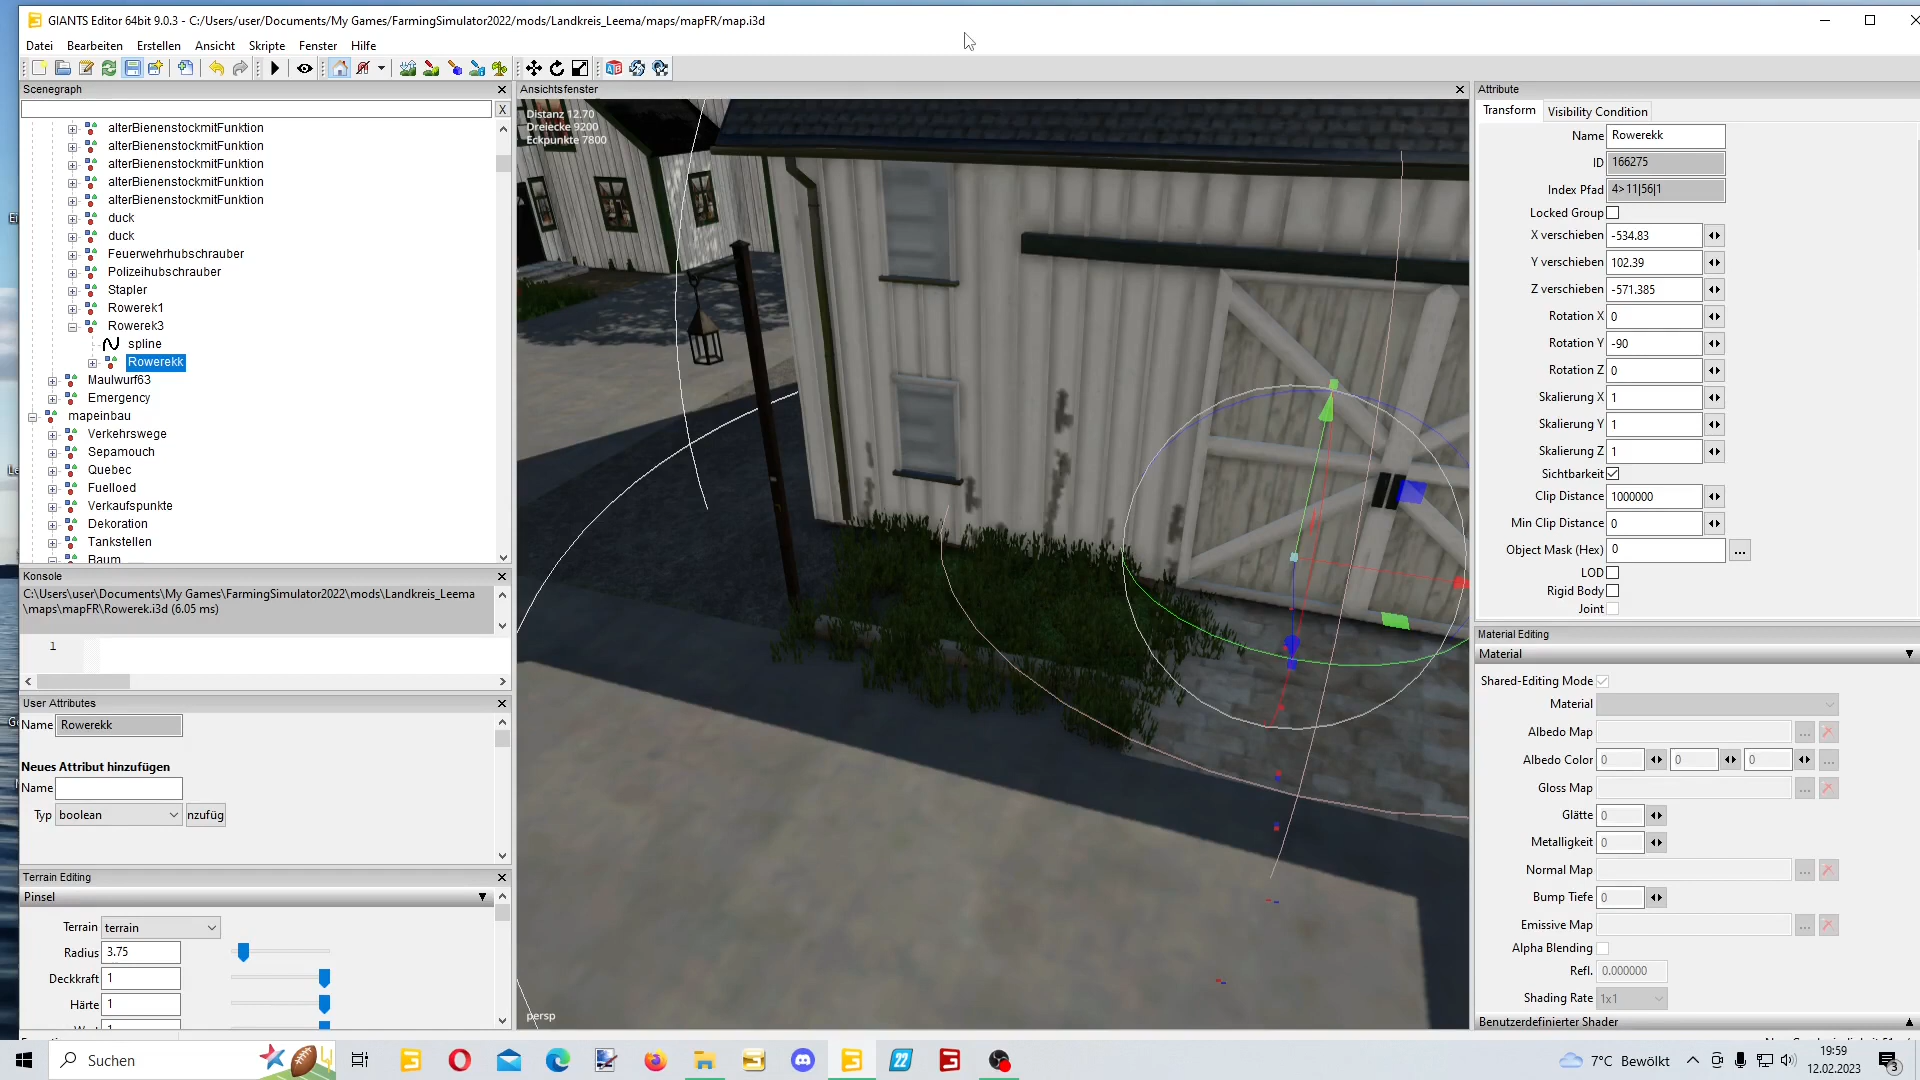 GIANTS Editor 64bit 9.0.3 - C:/Users/user/Documents/My Games/FarmingSimulator2022/mods/Landkreis_Leema/maps/mapFR/map.i3d
Datei Bearbeiten Erstellen Ansicht Skripte Fenster Hilfe
Scenegraph
X
alterBienenstockmitFunktion
alterBienenstockmitFunktion
alterBienenstockmitFunktion
alterBienenstockmitFunktion
alterBienenstockmitFunktion
duck
duck
Feuerwehrhubschrauber
Polizeihubschrauber
Stapler
Rowerek1
Rowerek3
spline
Rowerekk
Maulwurf63
Emergency
mapeinbau
Verkehrswege
Sepamouch
Quebec
Fuelloed
Verkaufspunkte
Dekoration
Tankstellen
Baum
Konsole
C:\Users\user\Documents\My Games\FarmingSimulator2022\mods\Landkreis_Leema
\maps\mapFR\Rowerek.i3d (6.05 ms)
1
User Attributes
Name Rowerekk
Neues Attribut hinzufügen
Name
Typ boolean nzufüg
Terrain Editing
Pinsel
Terrain terrain
Radius 3.75
Deckkraft 1
Härte 1
Ansichtsfenster
Distanz 12.70
Dreiecke 9200
Eckpunkte 7800
persp
Attribute
Transform Visibility Condition
Name Rowerekk
ID 166275
Index Pfad 4>11|56|1
Locked Group
X verschieben -534.83
Y verschieben 102.39
Z verschieben -571.385
Rotation X 0
Rotation Y -90
Rotation Z 0
Skalierung X 1
Skalierung Y 1
Skalierung Z 1
Sichtbarkeit
Clip Distance 1000000
Min Clip Distance 0
Object Mask (Hex) 0 ...
LOD
Rigid Body
Joint
Material Editing
Material
Shared-Editing Mode
Material
Albedo Map ...
Albedo Color 0 0 0 ...
Gloss Map ...
Glätte 0
Metalligkeit 0
Normal Map ...
Bump Tiefe 0
Emissive Map ...
Alpha Blending
Refl. 0.000000
Shading Rate 1x1
Benutzerdefinierter Shader
Suchen
22
7°C Bewölkt
19:59
12.02.2023
3